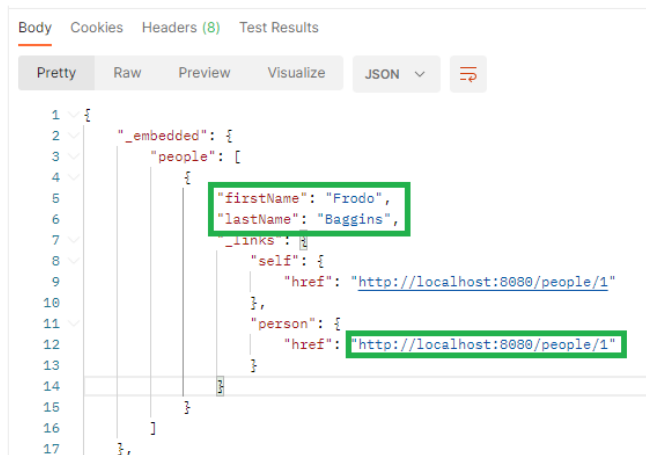 Body Cookies Headers (8) Test Results
Pretty Raw Preview Visualize JSON
1 {
2 "_embedded": {
3 "people": [
4 {
5 "firstName": "Frodo",
6 "lastName": "Baggins",
7 "_links": {
8 "self": {
9 "href": "http://localhost:8080/people/1"
10 },
11 "person": {
12 "href": "http://localhost:8080/people/1"
13 }
14 }
15 }
16 ]
17 },